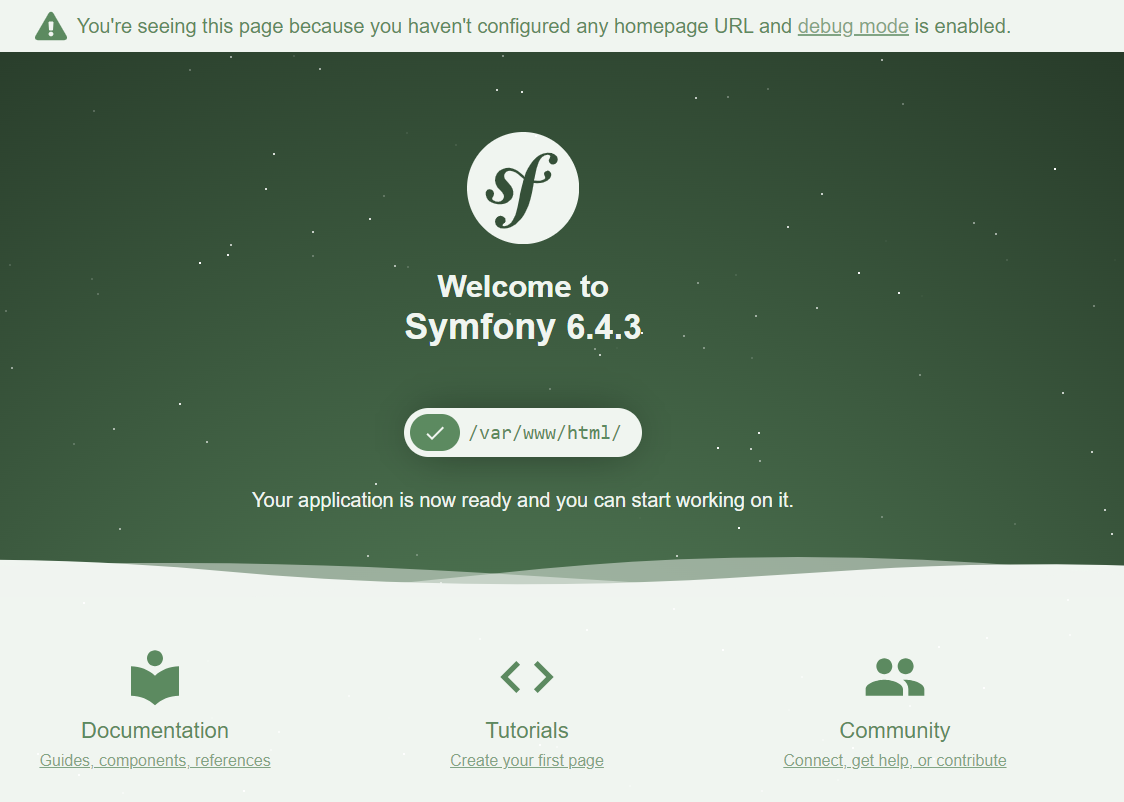 You're seeing this page because you haven't configured any homepage URL and debug mode is enabled.
sf
Welcome to
Symfony 6.4.3
/var/www/html/
Your application is now ready and you can start working on it.
Documentation
Guides, components, references
Tutorials
Create your first page
Community
Connect, get help, or contribute